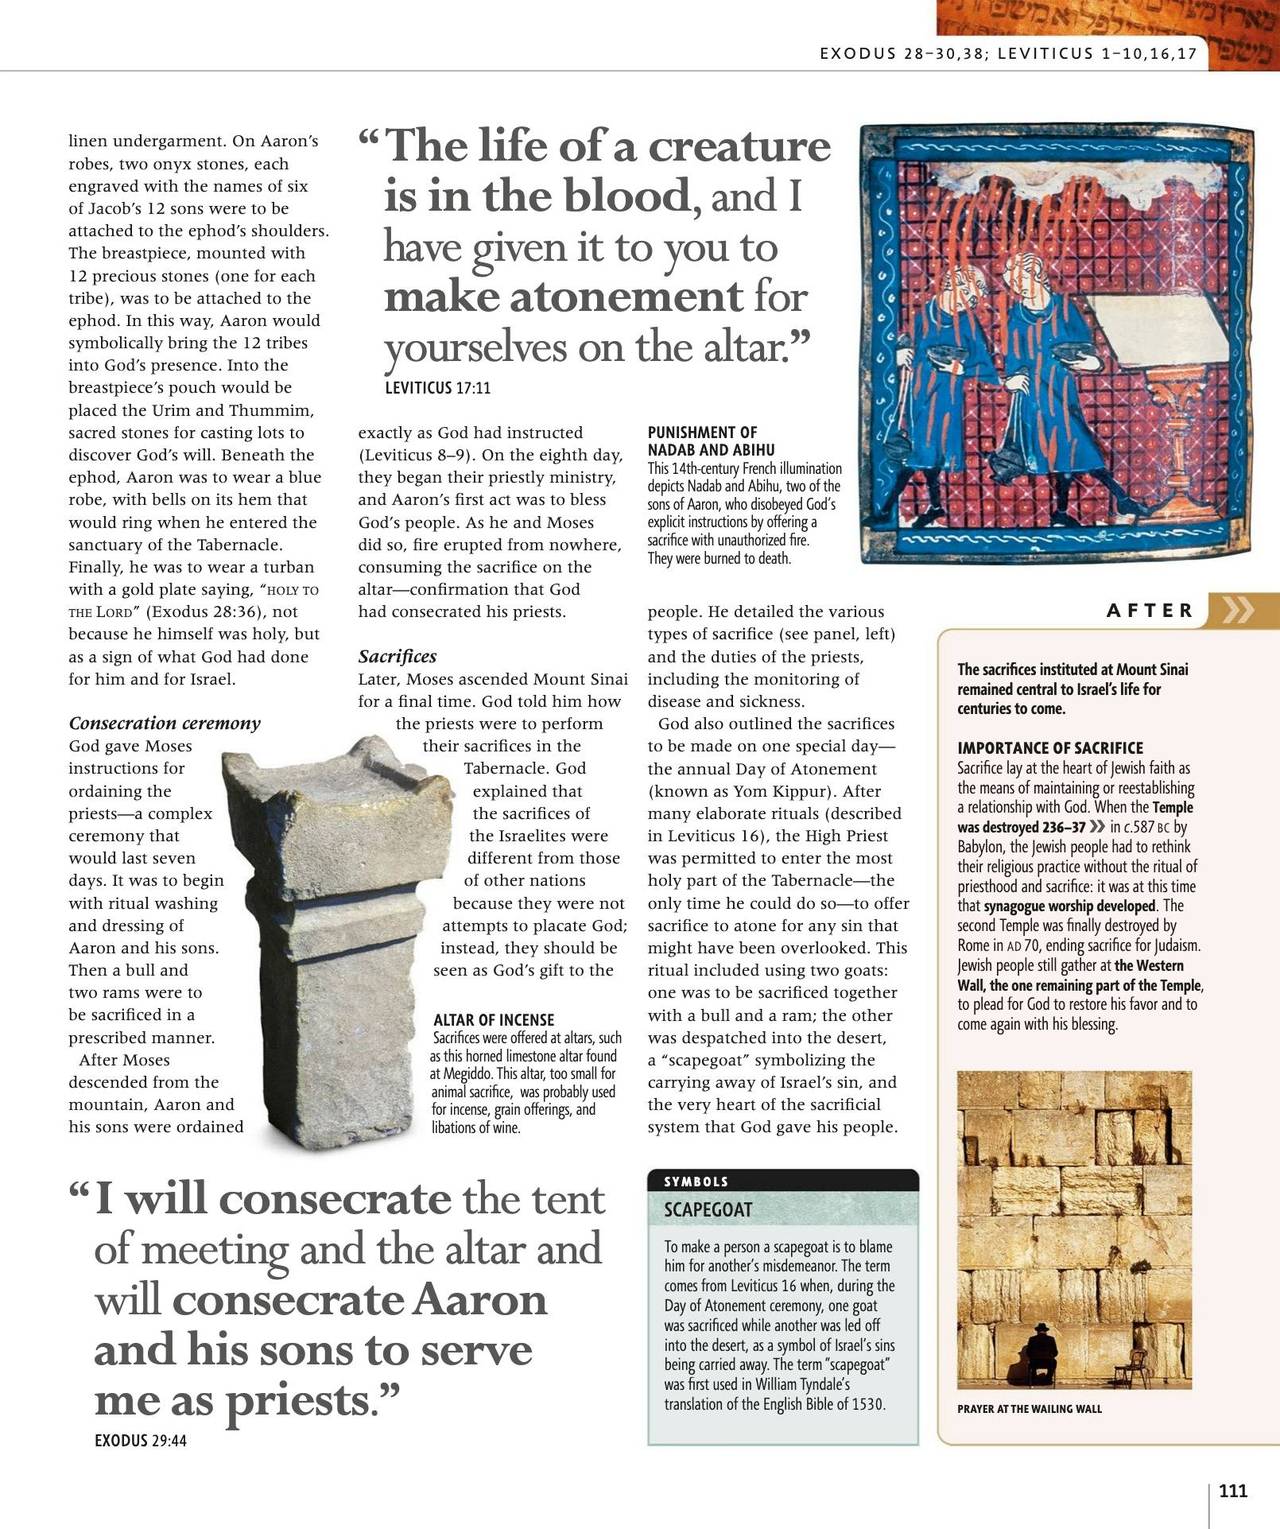 EXODUS 28–30,38; LEVITICUS 1–10,16,17
linen undergarment. On Aaron’s
robes, two onyx stones, each
engraved with the names of six
of Jacob’s 12 sons were to be
attached to the ephod’s shoulders.
The breastpiece, mounted with
12 precious stones (one for each
tribe), was to be attached to the
ephod. In this way, Aaron would
symbolically bring the 12 tribes
into God’s presence. Into the
breastpiece’s pouch would be
placed the Urim and Thummim,
sacred stones for casting lots to
discover God’s will. Beneath the
ephod, Aaron was to wear a blue
robe, with bells on its hem that
would ring when he entered the
sanctuary of the Tabernacle.
Finally, he was to wear a turban
with a gold plate saying, “HOLY TO
THE LORD” (Exodus 28:36), not
because he himself was holy, but
as a sign of what God had done
for him and for Israel.
Consecration ceremony
God gave Moses
instructions for
ordaining the
priests—a complex
ceremony that
would last seven
days. It was to begin
with ritual washing
and dressing of
Aaron and his sons.
Then a bull and
two rams were to
be sacrificed in a
prescribed manner.
After Moses
descended from the
mountain, Aaron and
his sons were ordained
“The life of a creature
is in the blood, and I
have given it to you to
make atonement for
yourselves on the altar.”
LEVITICUS 17:11
exactly as God had instructed
(Leviticus 8–9). On the eighth day,
they began their priestly ministry,
and Aaron’s first act was to bless
God’s people. As he and Moses
did so, fire erupted from nowhere,
consuming the sacrifice on the
altar—confirmation that God
had consecrated his priests.
Sacrifices
Later, Moses ascended Mount Sinai
for a final time. God told him how
the priests were to perform
their sacrifices in the
Tabernacle. God
explained that
the sacrifices of
the Israelites were
different from those
of other nations
because they were not
attempts to placate God;
instead, they should be
seen as God’s gift to the
ALTAR OF INCENSE
Sacrifices were offered at altars, such
as this horned limestone altar found
at Megiddo. This altar, too small for
animal sacrifice, was probably used
for incense, grain offerings, and
libations of wine.
PUNISHMENT OF
NADAB AND ABIHU
This 14th-century French illumination
depicts Nadab and Abihu, two of the
sons of Aaron, who disobeyed God’s
explicit instructions by offering a
sacrifice with unauthorized fire.
They were burned to death.
people. He detailed the various
types of sacrifice (see panel, left)
and the duties of the priests,
including the monitoring of
disease and sickness.
God also outlined the sacrifices
to be made on one special day—
the annual Day of Atonement
(known as Yom Kippur). After
many elaborate rituals (described
in Leviticus 16), the High Priest
was permitted to enter the most
holy part of the Tabernacle—the
only time he could do so—to offer
sacrifice to atone for any sin that
might have been overlooked. This
ritual included using two goats:
one was to be sacrificed together
with a bull and a ram; the other
was despatched into the desert,
a “scapegoat” symbolizing the
carrying away of Israel’s sin, and
the very heart of the sacrificial
system that God gave his people.
“I will consecrate the tent
of meeting and the altar and
will consecrate Aaron
and his sons to serve
me as priests.”
EXODUS 29:44
SYMBOLS
SCAPEGOAT
To make a person a scapegoat is to blame
him for another’s misdemeanor. The term
comes from Leviticus 16 when, during the
Day of Atonement ceremony, one goat
was sacrificed while another was led off
into the desert, as a symbol of Israel’s sins
being carried away. The term “scapegoat”
was first used in William Tyndale’s
translation of the English Bible of 1530.
AFTER
The sacrifices instituted at Mount Sinai
remained central to Israel’s life for
centuries to come.
IMPORTANCE OF SACRIFICE
Sacrifice lay at the heart of Jewish faith as
the means of maintaining or reestablishing
a relationship with God. When the Temple
was destroyed 236–37 ❯❯ in c.587 BC by
Babylon, the Jewish people had to rethink
their religious practice without the ritual of
priesthood and sacrifice: it was at this time
that synagogue worship developed. The
second Temple was finally destroyed by
Rome in AD 70, ending sacrifice for Judaism.
Jewish people still gather at the Western
Wall, the one remaining part of the Temple,
to plead for God to restore his favor and to
come again with his blessing.
PRAYER AT THE WAILING WALL
111